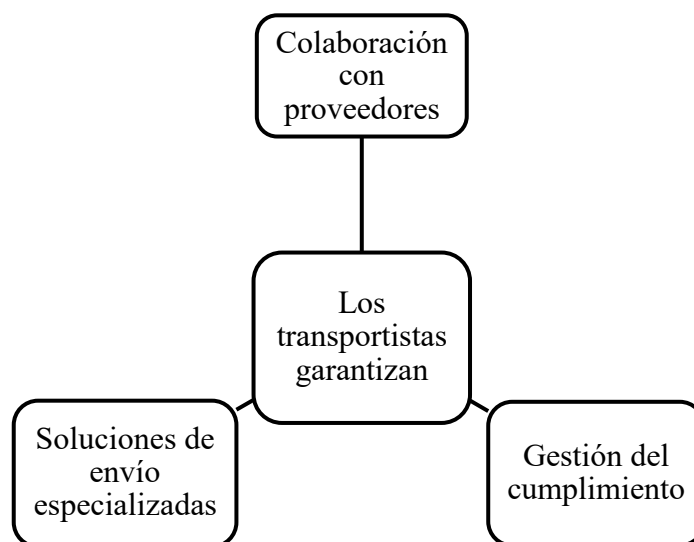 Colaboración
con
proveedores
Los
transportistas
garantizan
Soluciones de
envío
especializadas
Gestión del
cumplimiento